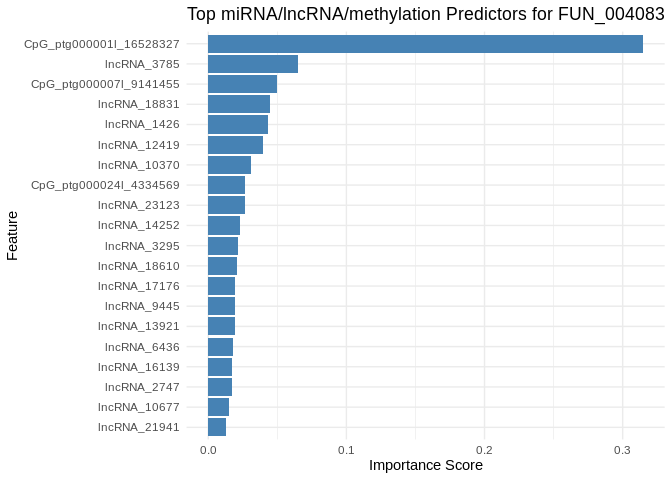 Top miRNA/lncRNA/methylation Predictors for FUN_004083
CpG_ptg000001l_16528327
lncRNA_3785
CpG_ptg000007l_9141455
lncRNA_18831
lncRNA_1426
lncRNA_12419
lncRNA_10370
CpG_ptg000024l_4334569
lncRNA_23123
lncRNA_14252
lncRNA_3295
lncRNA_18610
lncRNA_17176
lncRNA_9445
lncRNA_13921
lncRNA_6436
lncRNA_16139
lncRNA_2747
lncRNA_10677
lncRNA_21941
Feature
0.0 0.1 0.2 0.3
Importance Score